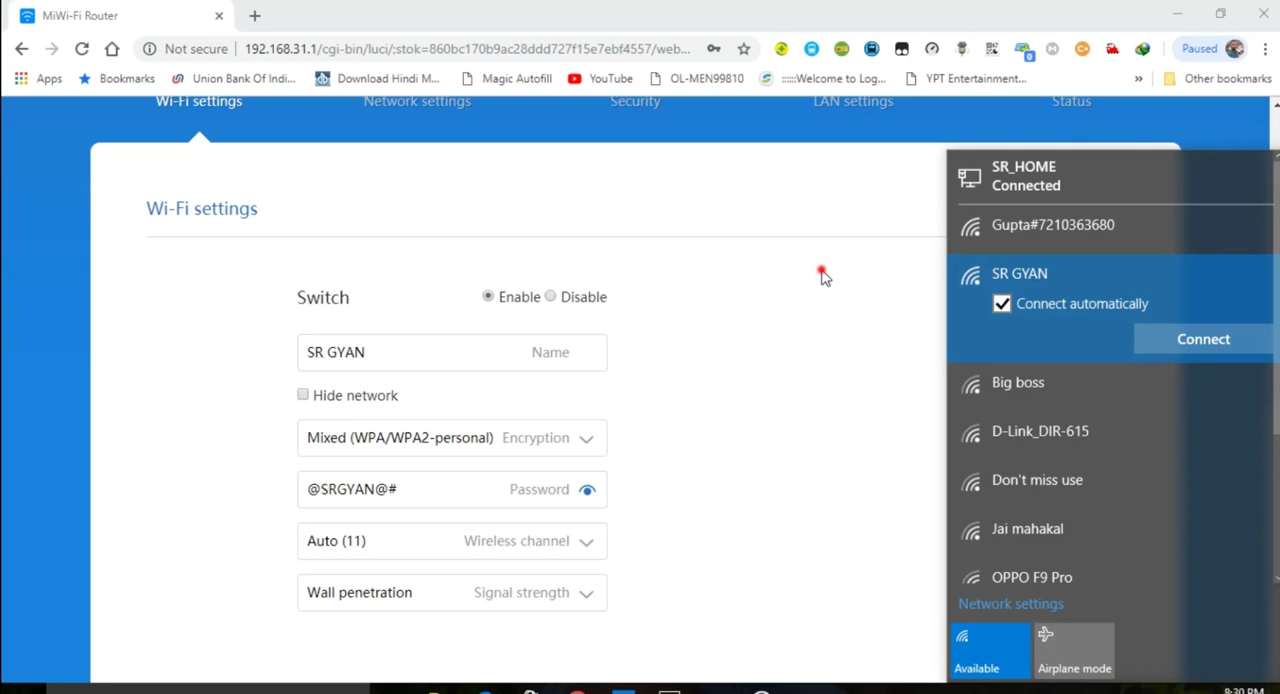 MiWi-Fi Router
Not secure 192.168.31.1/cgi-bin/luci/;stok=860bc170b9ac28ddd727f15e7ebf4557/web...
Paused
Apps Bookmarks Union Bank Of Indi... Download Hindi M... Magic Autofill YouTube OL-MEN99810 ::::::Welcome to Log... YPT Entertainment... » Other bookmarks
Wi-Fi settings Network settings Security LAN settings Status
Wi-Fi settings
Switch Enable Disable
SR GYAN Name
Hide network
Mixed (WPA/WPA2-personal) Encryption
@SRGYAN@# Password
Auto (11) Wireless channel
Wall penetration Signal strength
SR_HOME
Connected
Gupta#7210363680
SR GYAN
Connect automatically
Connect
Big boss
D-Link_DIR-615
Don't miss use
Jai mahakal
OPPO F9 Pro
Network settings
Available Airplane mode
8:30 PM